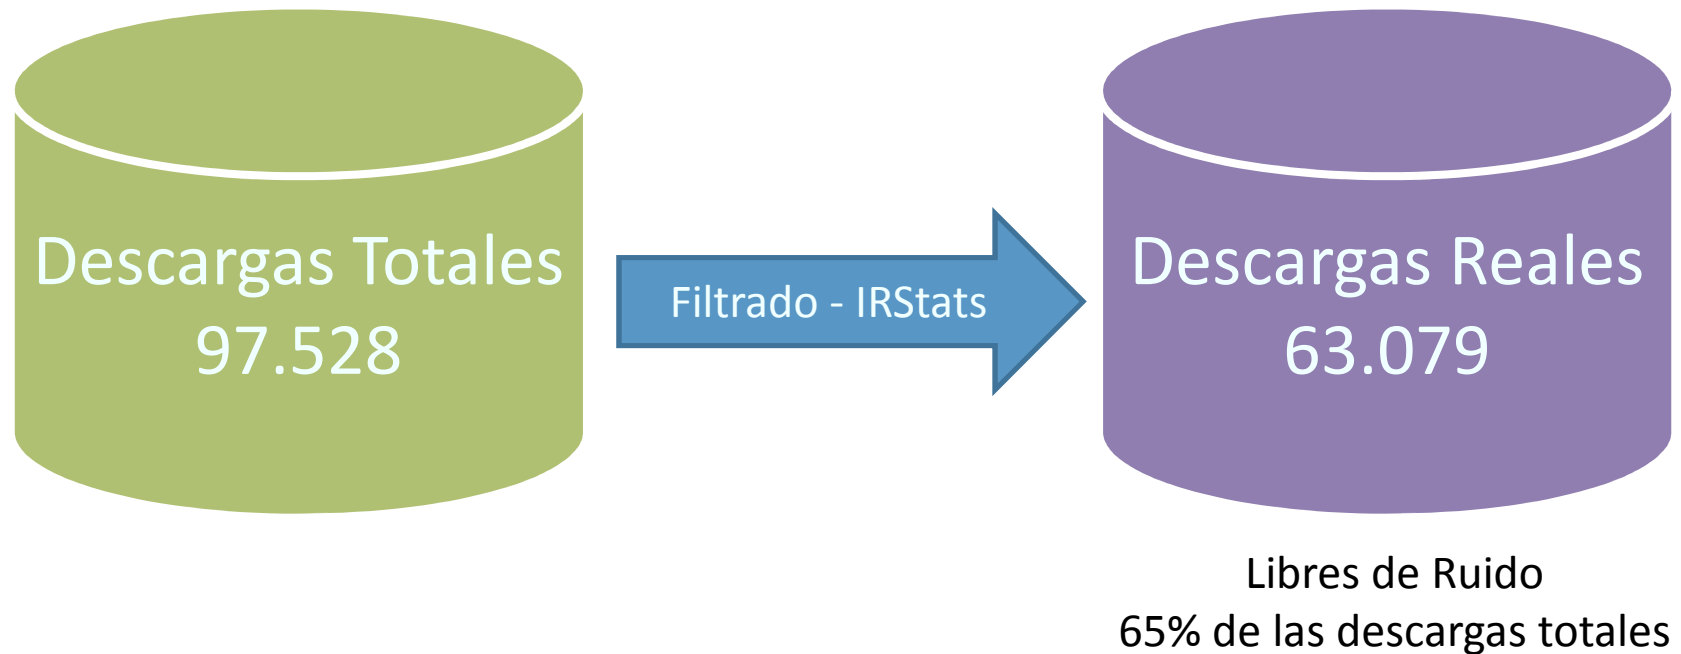 Descargas Totales
97.528
Filtrado - IRStats
Descargas Reales
63.079
Libres de Ruido
65% de las descargas totales